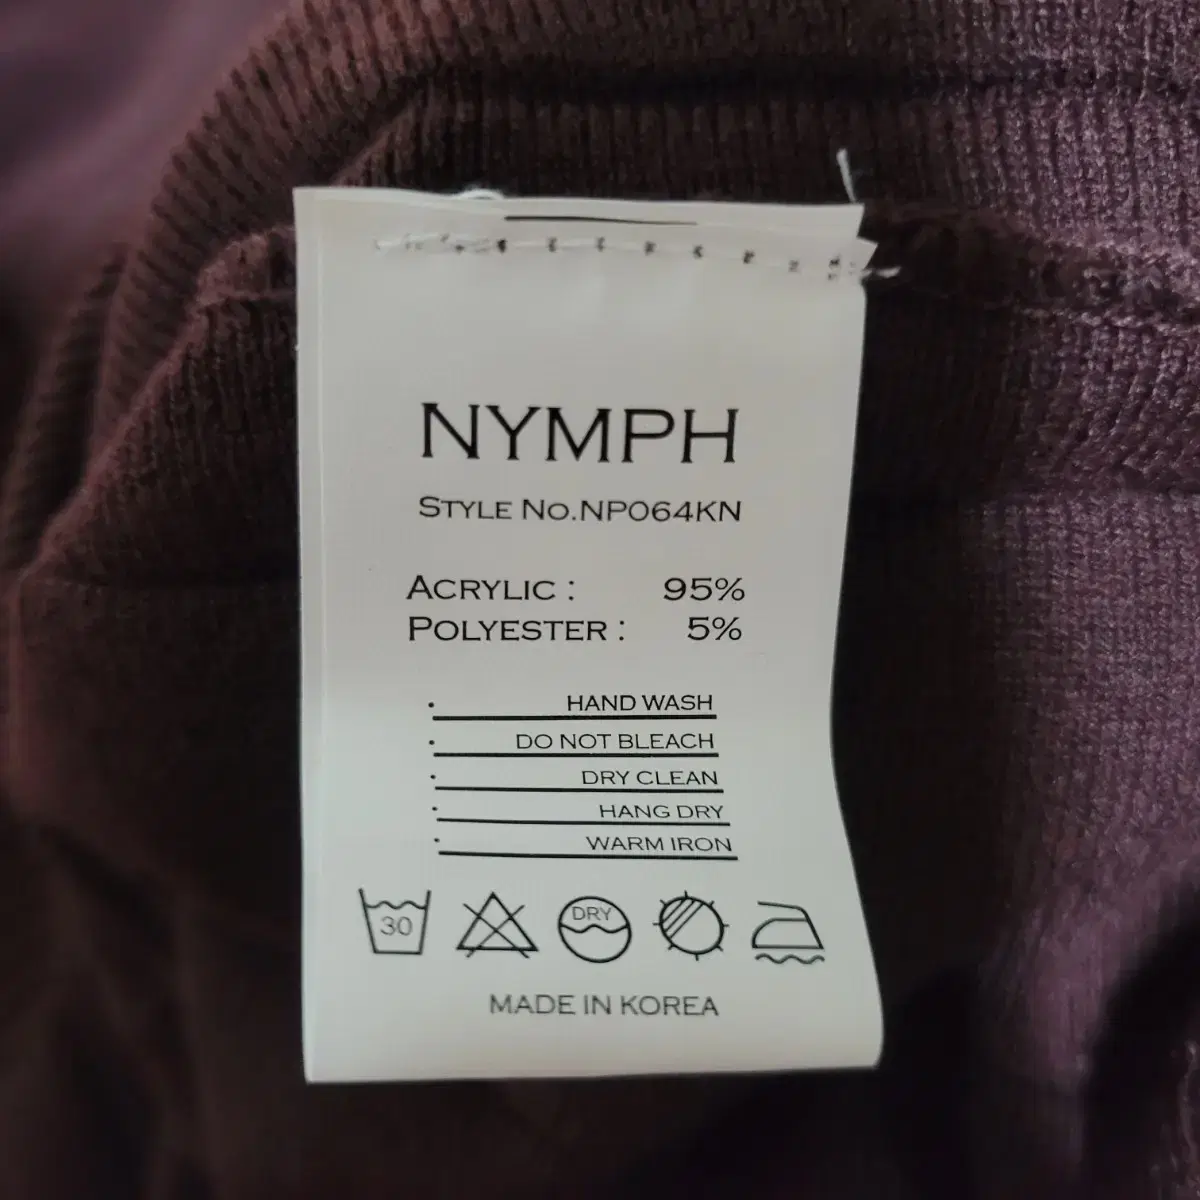 NYMPH
STYLE NO.NP064KN
ACRYLIC : 95%
POLYESTER : 5%
· HAND WASH
· DO NOT BLEACH
· DRY CLEAN
· HANG DRY
· WARM IRON
30
DRY
MADE IN KOREA